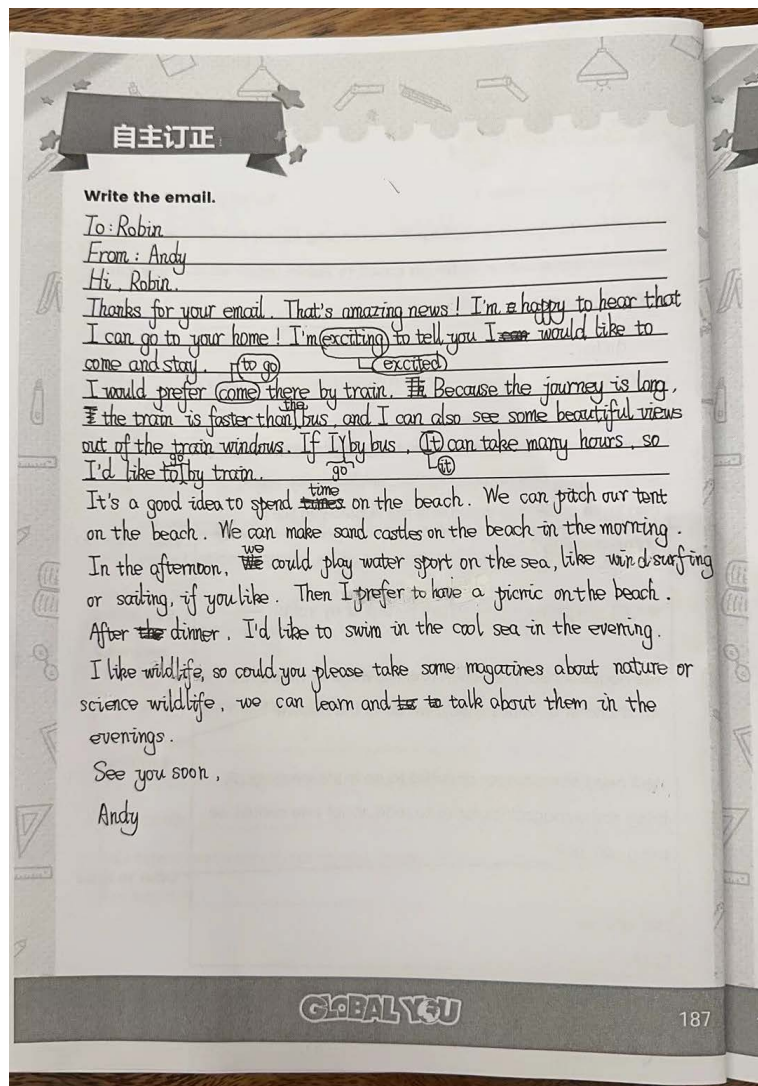 自主订正
Write the email.
To: Robin
From: Andy
Hi, Robin.
Thanks for your email. That's amazing news! I'm happy to hear that
I can go to your home! I'm exciting to tell you I would like to
come and stay. to go excited
I would prefer come there by train. Because the journey is long,
the train is faster than the bus, and I can also see some beautiful views
out of the train windows. If I go by bus, It can take many hours, so
I'd like to go by train. it
It's a good idea to spend time on the beach. We can pitch our tent
on the beach. We can make sand castles on the beach in the morning.
In the afternoon, we could play water sport on the sea, like windsurfing
or sailing, if you like. Then I prefer to have a picnic on the beach.
After dinner, I'd like to swim in the cool sea in the evening.
I like wildlife, so could you please take some magazines about nature or
science wildlife, we can learn and talk about them in the
evenings.
See you soon,
Andy
GLOBAL YOU
187